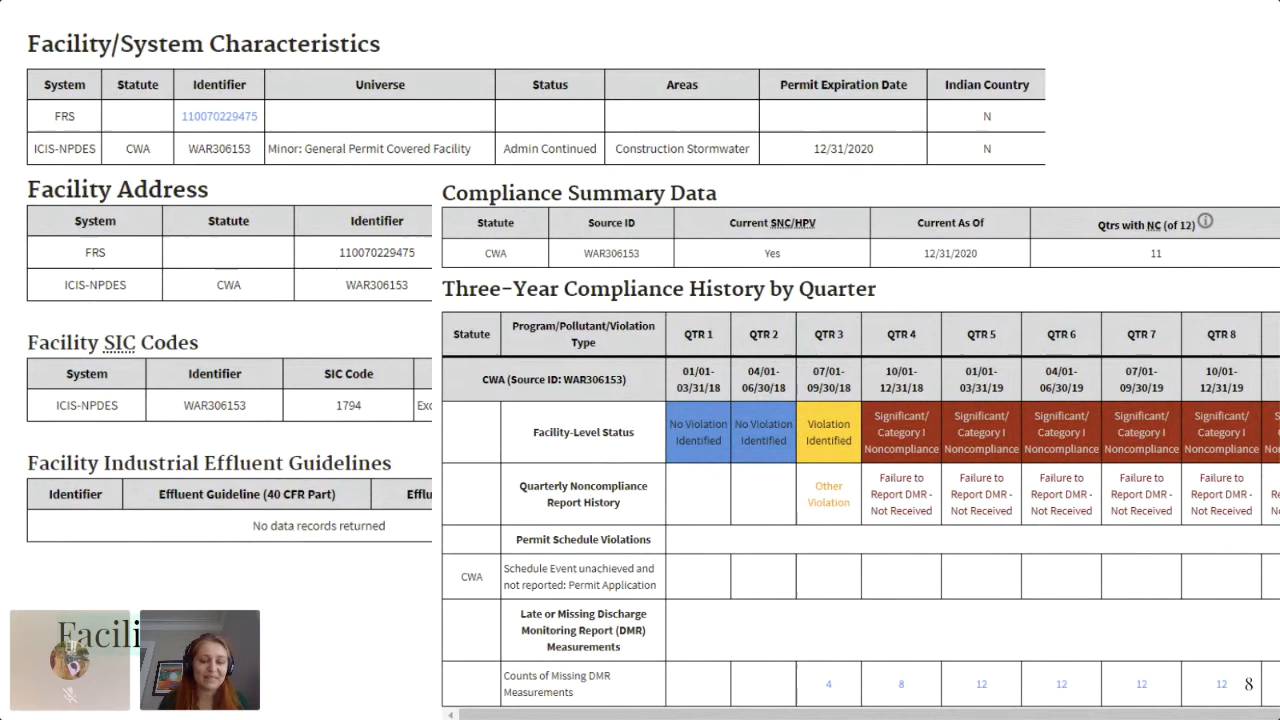 Facility/System Characteristics
System Statute Identifier Universe Status Areas Permit Expiration Date Indian Country
FRS 110070229475 N
ICIS-NPDES CWA WAR306153 Minor: General Permit Covered Facility Admin Continued Construction Stormwater 12/31/2020 N
Facility Address
System Statute Identifier
FRS 110070229475
ICIS-NPDES CWA WAR306153
Facility SIC Codes
System Identifier SIC Code
ICIS-NPDES WAR306153 1794 Exc
Facility Industrial Effluent Guidelines
Identifier Effluent Guideline (40 CFR Part) Efflu
No data records returned
Facili
Compliance Summary Data
Statute Source ID Current SNC/HPV Current As Of Qtrs with NC (of 12)
CWA WAR306153 Yes 12/31/2020 11
Three-Year Compliance History by Quarter
Statute Program/Pollutant/Violation Type QTR 1 QTR 2 QTR 3 QTR 4 QTR 5 QTR 6 QTR 7 QTR 8
CWA (Source ID: WAR306153) 01/01-03/31/18 04/01-06/30/18 07/01-09/30/18 10/01-12/31/18 01/01-03/31/19 04/01-06/30/19 07/01-09/30/19 10/01-12/31/19
Facility-Level Status No Violation Identified No Violation Identified Violation Identified Significant/Category I Noncompliance Significant/Category I Noncompliance Significant/Category I Noncompliance Significant/Category I Noncompliance Significant/Category I Noncompliance
Quarterly Noncompliance Report History Other Violation Failure to Report DMR - Not Received Failure to Report DMR - Not Received Failure to Report DMR - Not Received Failure to Report DMR - Not Received Failure to Report DMR - Not Received
Permit Schedule Violations
CWA Schedule Event unachieved and not reported: Permit Application
Late or Missing Discharge Monitoring Report (DMR) Measurements
Counts of Missing DMR Measurements 4 8 12 12 12 12
8